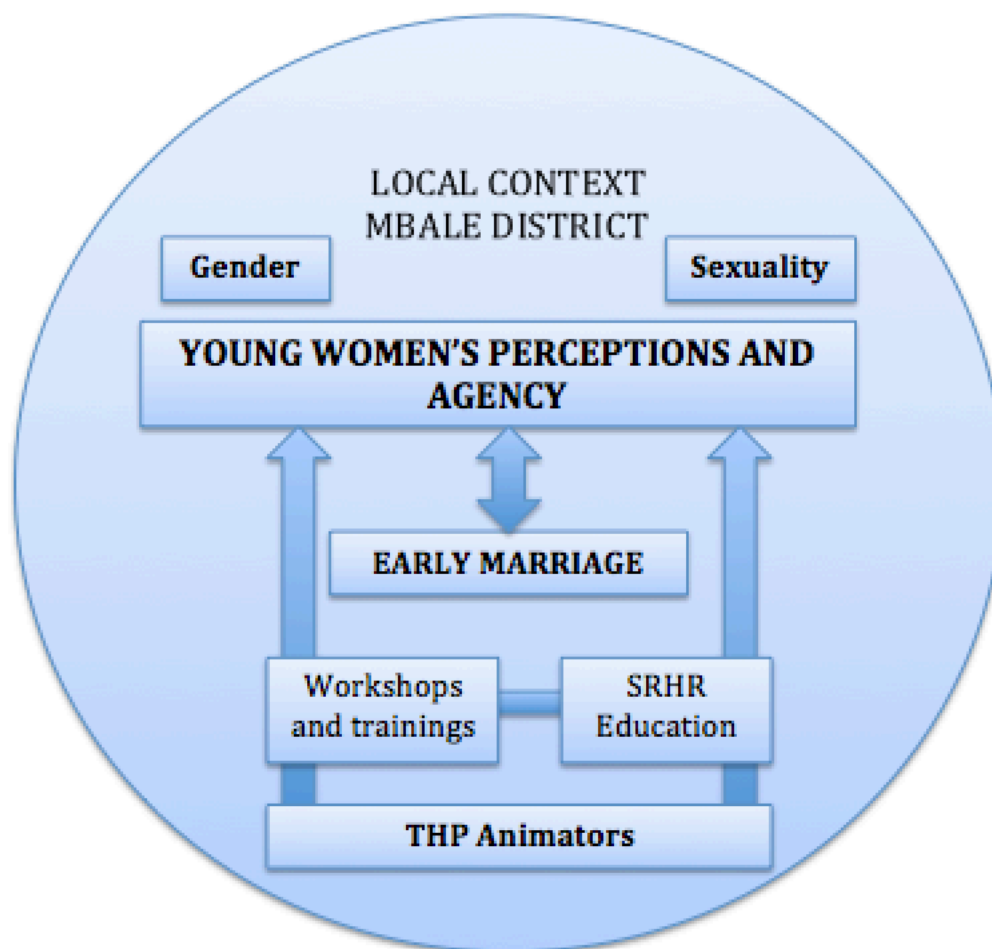 LOCAL CONTEXT
MBALE DISTRICT
Gender
Sexuality
YOUNG WOMEN’S PERCEPTIONS AND
AGENCY
EARLY MARRIAGE
Workshops
and trainings
SRHR
Education
THP Animators